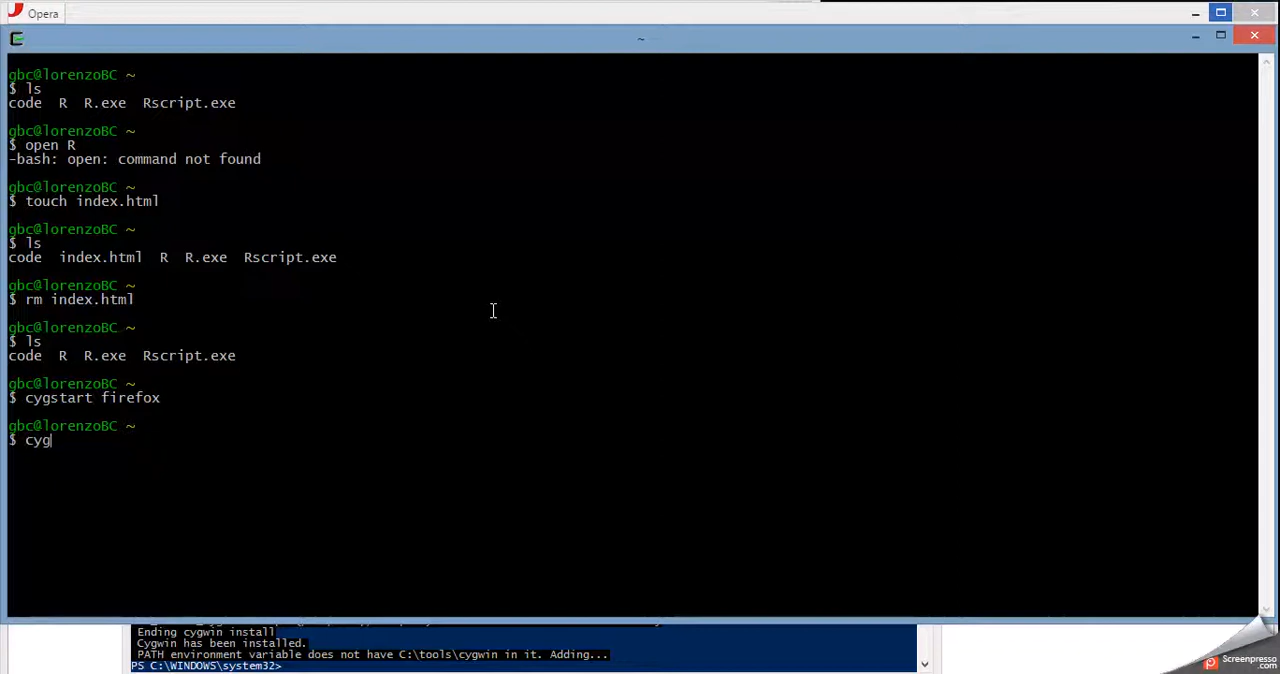 Opera
~
gbc@lorenzoBC ~
$ ls
code  R  R.exe  Rscript.exe
gbc@lorenzoBC ~
$ open R
-bash: open: command not found
gbc@lorenzoBC ~
$ touch index.html
gbc@lorenzoBC ~
$ ls
code  index.html  R  R.exe  Rscript.exe
gbc@lorenzoBC ~
$ rm index.html
gbc@lorenzoBC ~
$ ls
code  R  R.exe  Rscript.exe
gbc@lorenzoBC ~
$ cygstart firefox
gbc@lorenzoBC ~
$ cyg
Ending cygwin install
Cygwin has been installed.
PATH environment variable does not have C:\tools\cygwin in it. Adding...
PS C:\WINDOWS\system32>
Screenpresso
.com